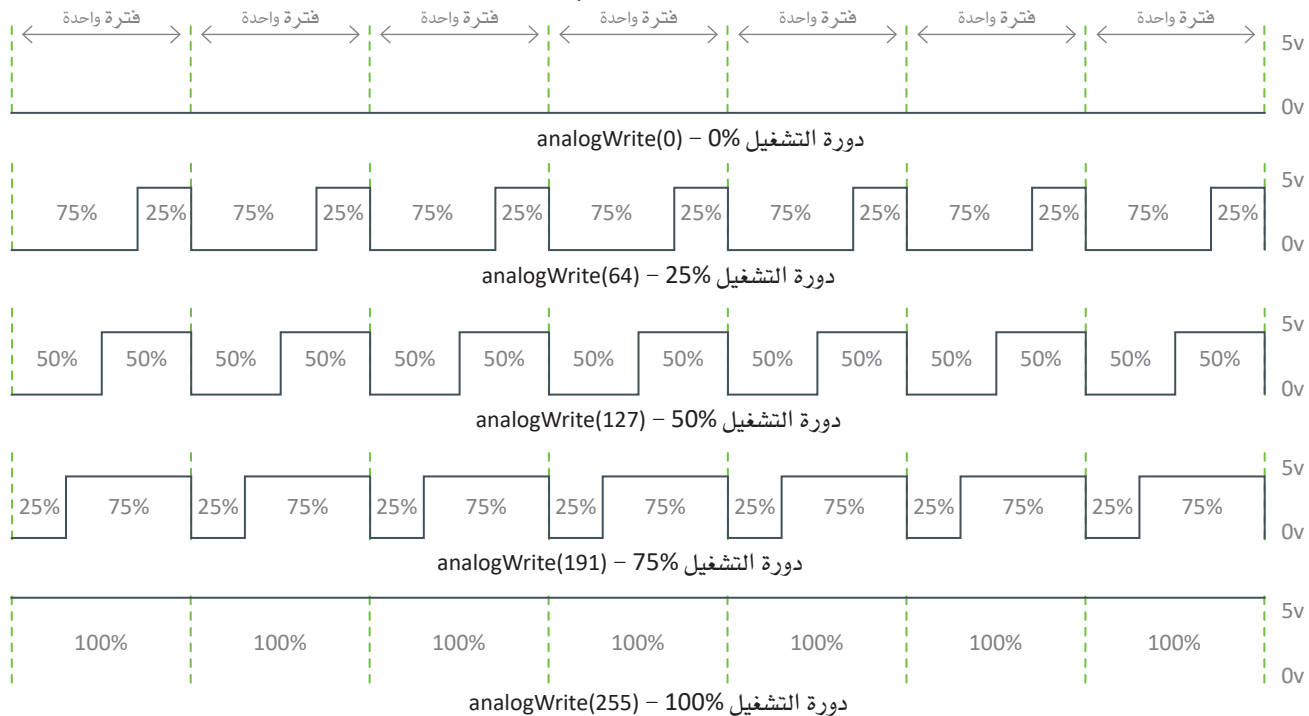 فترة واحدة فترة واحدة فترة واحدة فترة واحدة فترة واحدة فترة واحدة فترة واحدة
5v
0v
analogWrite(0) – 0% دورة التشغيل
5v
75% 25% 75% 25% 75% 25% 75% 25% 75% 25% 75% 25% 75% 25%
0v
analogWrite(64) – 25% دورة التشغيل
5v
50% 50% 50% 50% 50% 50% 50% 50% 50% 50% 50% 50% 50% 50%
0v
analogWrite(127) – 50% دورة التشغيل
5v
25% 75% 25% 75% 25% 75% 25% 75% 25% 75% 25% 75% 25% 75%
0v
analogWrite(191) – 75% دورة التشغيل
5v
100% 100% 100% 100% 100% 100% 100%
0v
analogWrite(255) – 100% دورة التشغيل